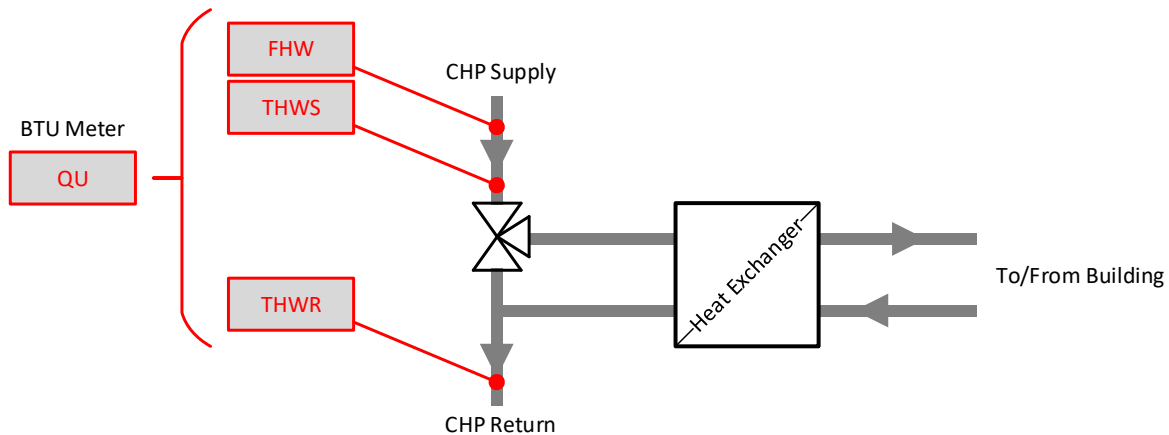 FHW
CHP Supply
THWS
BTU Meter
QU
Heat Exchanger
To/From Building
THWR
CHP Return